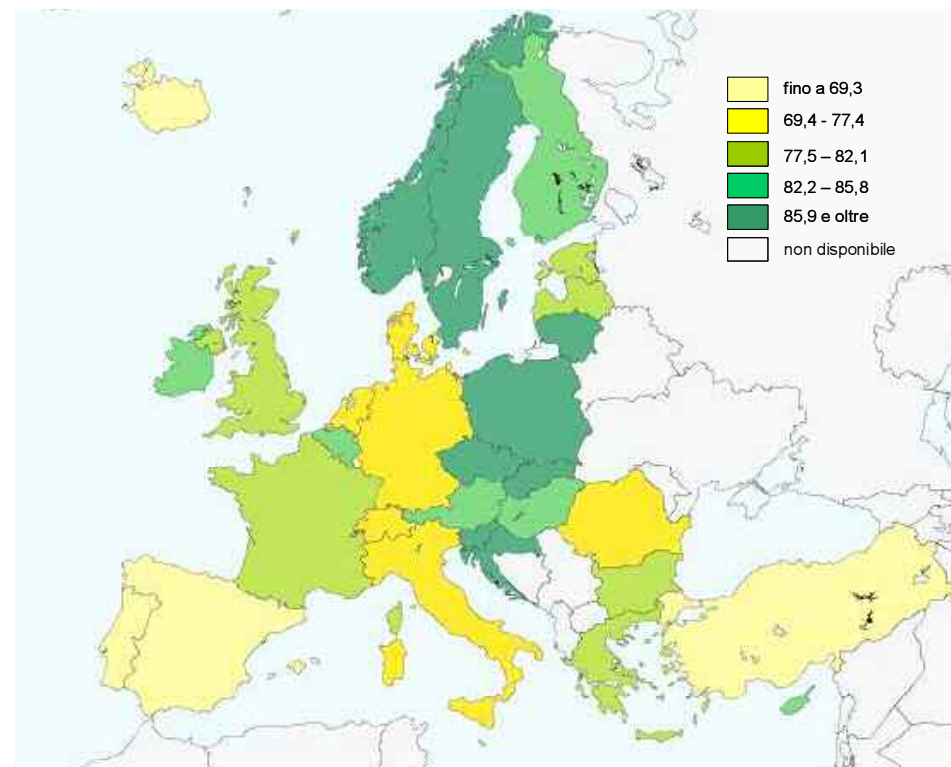 fino a 69,3
69,4 - 77,4
77,5 – 82,1
82,2 – 85,8
85,9 e oltre
non disponibile